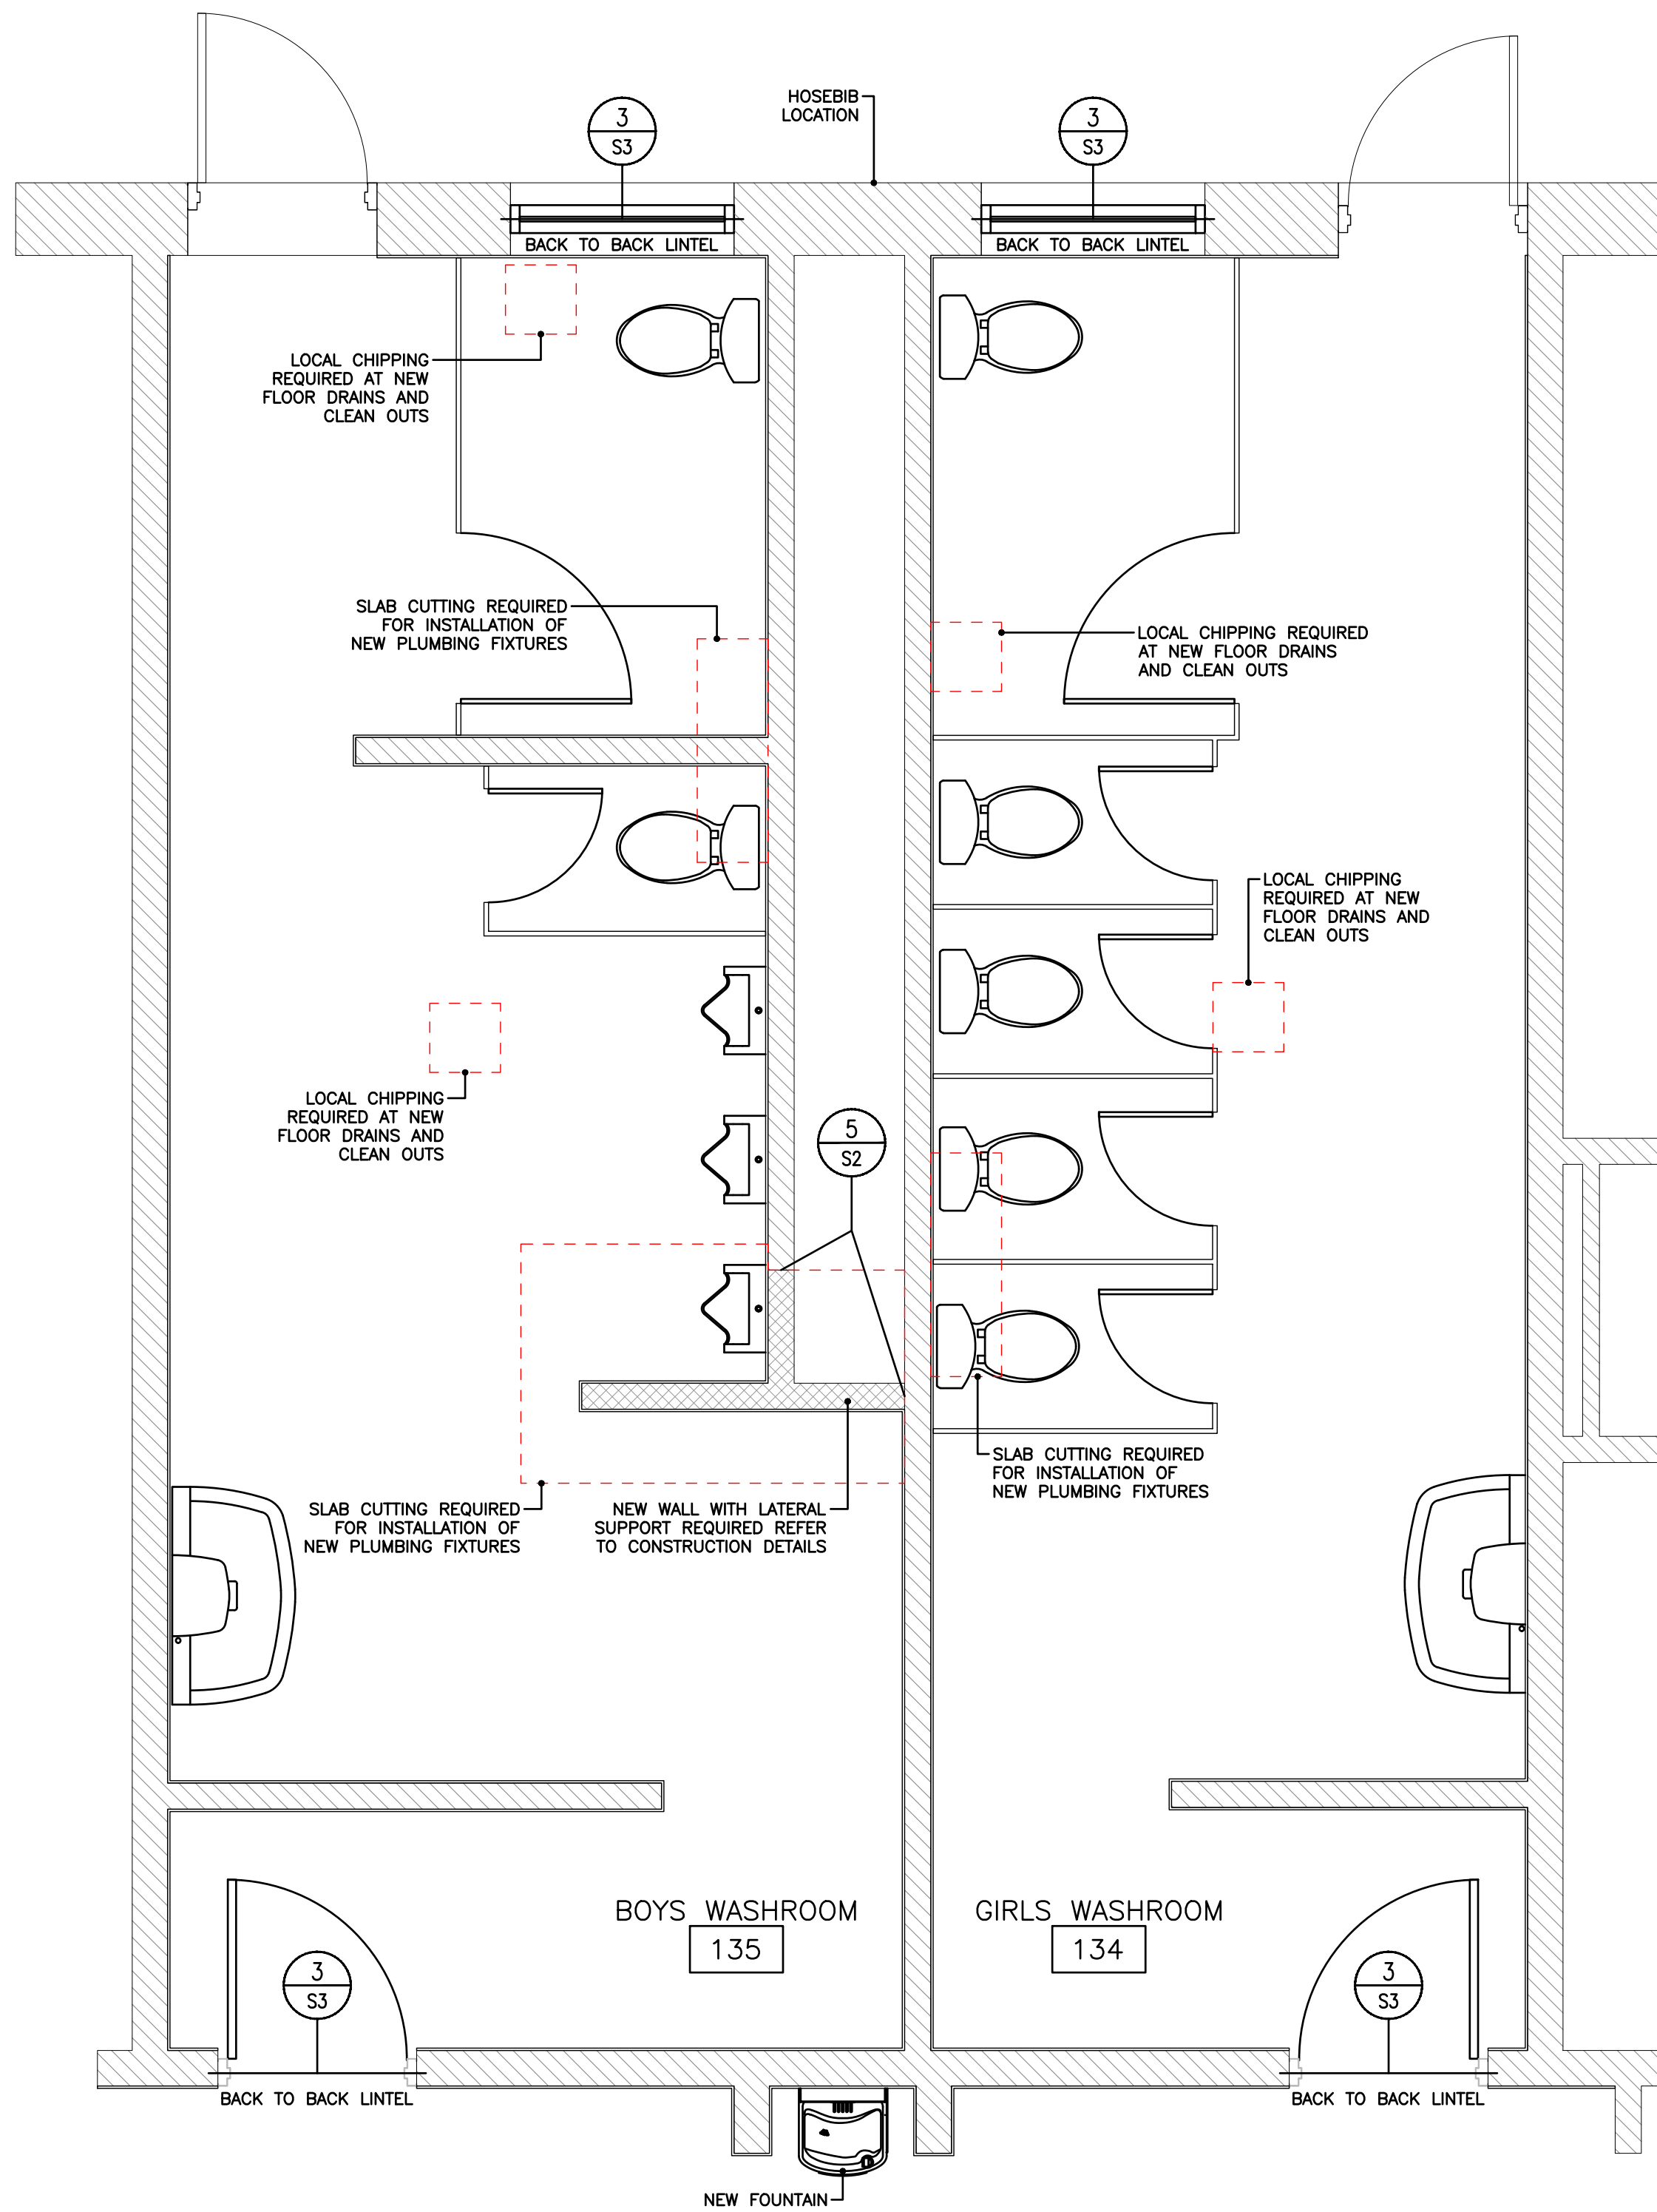 HOSEBIB
LOCATION
3
S3
3
S3
BACK TO BACK LINTEL
BACK TO BACK LINTEL
LOCAL CHIPPING
REQUIRED AT NEW
FLOOR DRAINS AND
CLEAN OUTS
SLAB CUTTING REQUIRED
FOR INSTALLATION OF
NEW PLUMBING FIXTURES
LOCAL CHIPPING REQUIRED
AT NEW FLOOR DRAINS
AND CLEAN OUTS
LOCAL CHIPPING
REQUIRED AT NEW
FLOOR DRAINS AND
CLEAN OUTS
LOCAL CHIPPING
REQUIRED AT NEW
FLOOR DRAINS AND
CLEAN OUTS
5
S2
SLAB CUTTING REQUIRED
FOR INSTALLATION OF
NEW PLUMBING FIXTURES
SLAB CUTTING REQUIRED
FOR INSTALLATION OF
NEW PLUMBING FIXTURES
NEW WALL WITH LATERAL
SUPPORT REQUIRED REFER
TO CONSTRUCTION DETAILS
BOYS WASHROOM
135
GIRLS WASHROOM
134
3
S3
3
S3
BACK TO BACK LINTEL
BACK TO BACK LINTEL
NEW FOUNTAIN